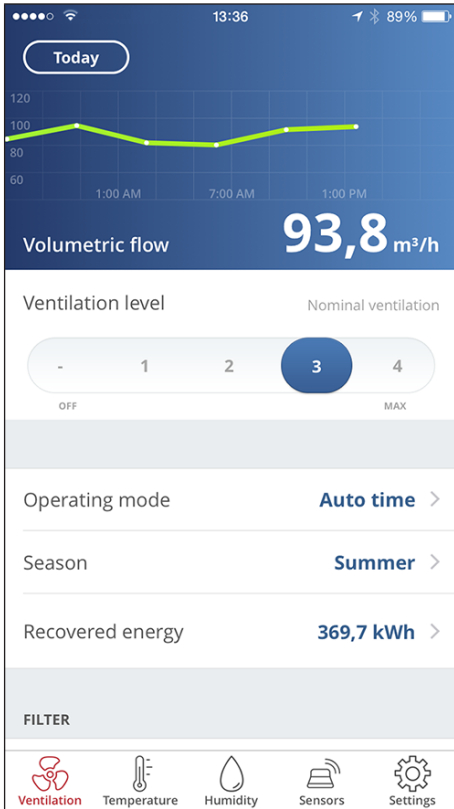 13:36
89%
Today
120
100
80
60
1:00 AM 7:00 AM 1:00 PM
Volumetric flow 93,8 m³/h
Ventilation level Nominal ventilation
- 1 2 3 4
OFF MAX
Operating mode Auto time
Season Summer
Recovered energy 369,7 kWh
FILTER
Ventilation Temperature Humidity Sensors Settings